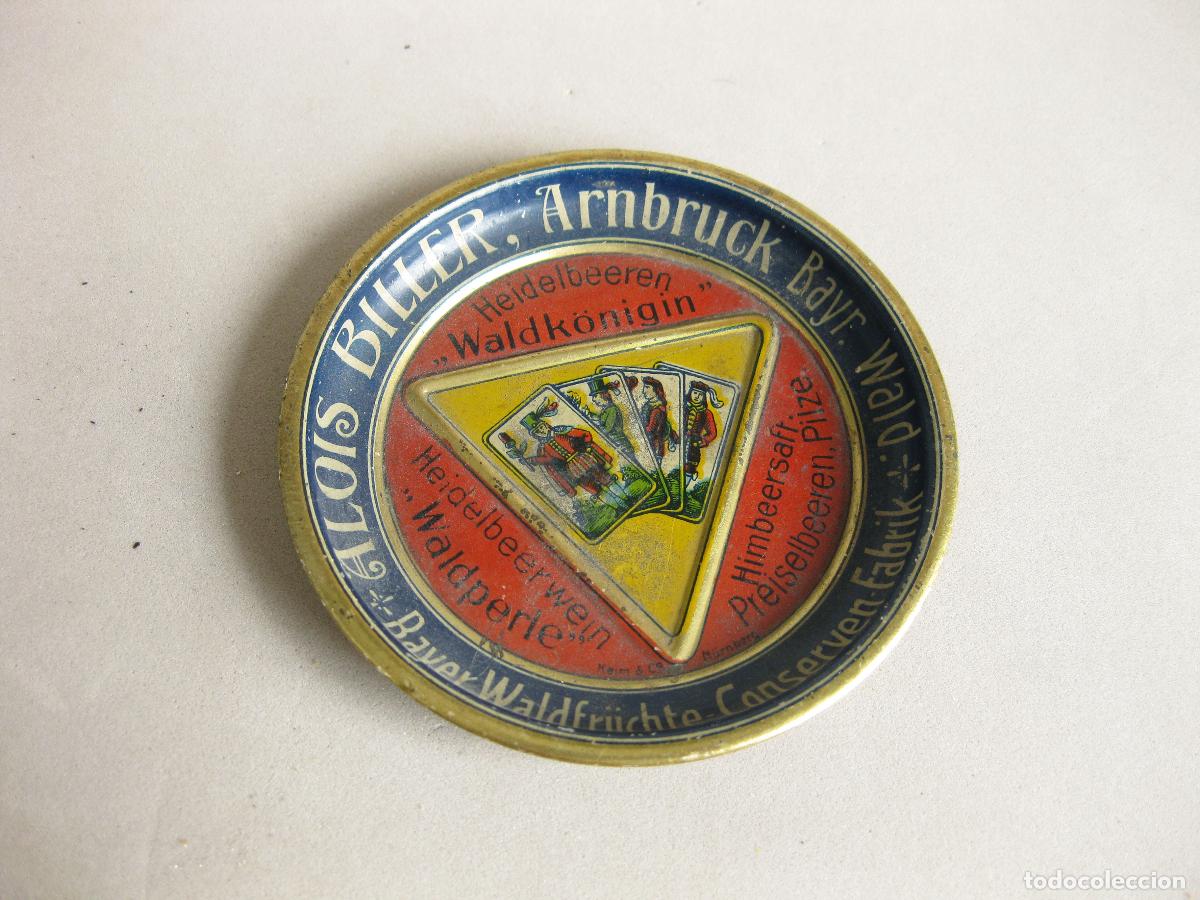 ALOIS BILLER, Arnbruck Bayr. Wald
Bayer. Waldfrüchte-Conserven-Fabrik
Heidelbeeren
„Waldkönigin”
Himbeersaft.
Preiselbeeren, Pilze
Heidelbeerwein
„Waldperle”
Keim & Co Nürnberg
todocoleccion